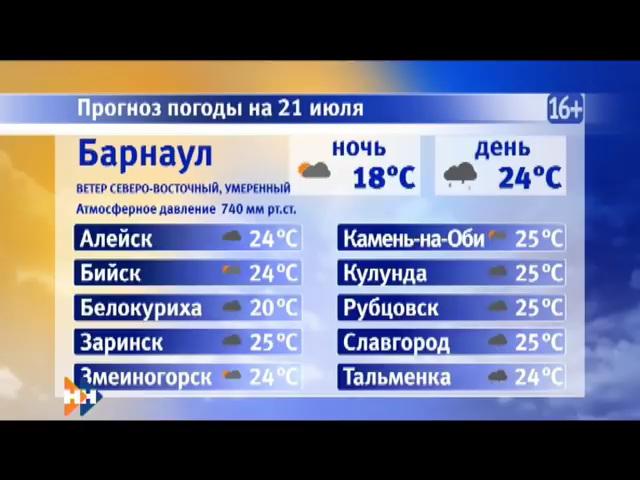 Прогноз погоды на 21 июля
16+
Барнаул
ночь
18°C
день
24°C
ВЕТЕР СЕВЕРО-ВОСТОЧНЫЙ, УМЕРЕННЫЙ
Атмосферное давление 740 мм рт.ст.
Алейск 24°C
Бийск 24°C
Белокуриха 20°C
Заринск 25°C
Змеиногорск 24°C
Камень-на-Оби 25°C
Кулунда 25°C
Рубцовск 25°C
Славгород 25°C
Тальменка 24°C
НН